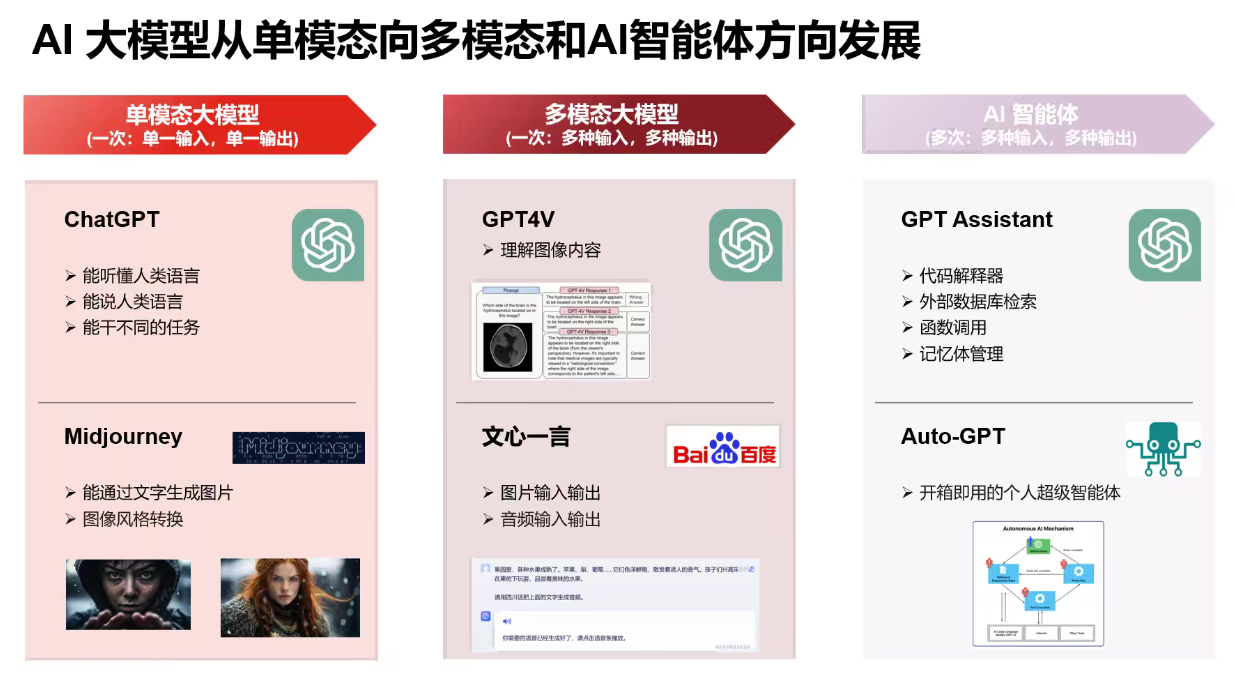 AI 大模型从单模态向多模态和AI智能体方向发展
单模态大模型
(一次：单一输入，单一输出)
ChatGPT
➢ 能听懂人类语言
➢ 能说人类语言
➢ 能干不同的任务
Midjourney
Midjourney
➢ 能通过文字生成图片
➢ 图像风格转换
多模态大模型
(一次：多种输入，多种输出)
GPT4V
➢ 理解图像内容
Prompt
Which side of the brain is the
hydrocephalus located on in
this image?
GPT-4V Response 1
The hydrocephalus in this image appears
to be located on the left side of the brain.
Wrong
Answer
GPT-4V Response 2
The hydrocephalus in this image appears
to be located on the right side of the
brain.
Correct
Answer
GPT-4V Response 3
The hydrocephalus in this image
appears to be located on the right side
of the brain (from the viewer's
perspective). However, it's important to
note that medical images are typically
viewed in a "radiological convention,"
where the right side of the image
corresponds to the patient's left side...
Correct
Answer
文心一言
Bai du 百度
➢ 图片输入输出
➢ 音频输入输出
果园里，各种水果成熟了，苹果、梨、葡萄……它们色泽鲜艳，散发着诱人的香气。孩子们兴高采
在果树下玩耍，品尝着美味的水果。
请用四川话把上面的文字生成音频。
你需要的语音已经生成好了，请点击语音条播放。
AI 智能体
(多次：多种输入，多种输出)
GPT Assistant
➢ 代码解释器
➢ 外部数据库检索
➢ 函数调用
➢ 记忆体管理
Auto-GPT
➢ 开箱即用的个人超级智能体
Autonomous AI Mechanism
Internet
Other Tools